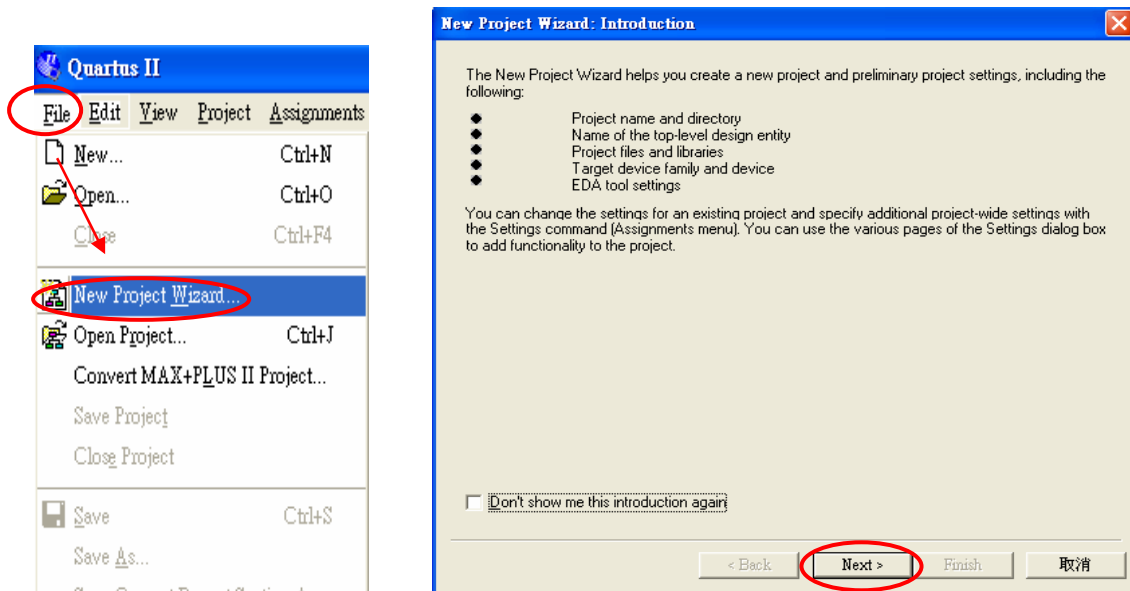 Quartus II
File Edit View Project Assignments
New... Ctrl+N
Open... Ctrl+O
Close Ctrl+F4
New Project Wizard...
Open Project... Ctrl+J
Convert MAX+PLUS II Project...
Save Project
Close Project
Save Ctrl+S
Save As...
New Project Wizard: Introduction
The New Project Wizard helps you create a new project and preliminary project settings, including the
following:
Project name and directory
Name of the top-level design entity
Project files and libraries
Target device family and device
EDA tool settings
You can change the settings for an existing project and specify additional project-wide settings with
the Settings command (Assignments menu). You can use the various pages of the Settings dialog box
to add functionality to the project.
Don't show me this introduction again
< Back Next > Finish 取消